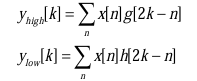 y_high[k] = ∑_n x[n]g[2k − n]
y_low[k] = ∑_n x[n]h[2k − n]